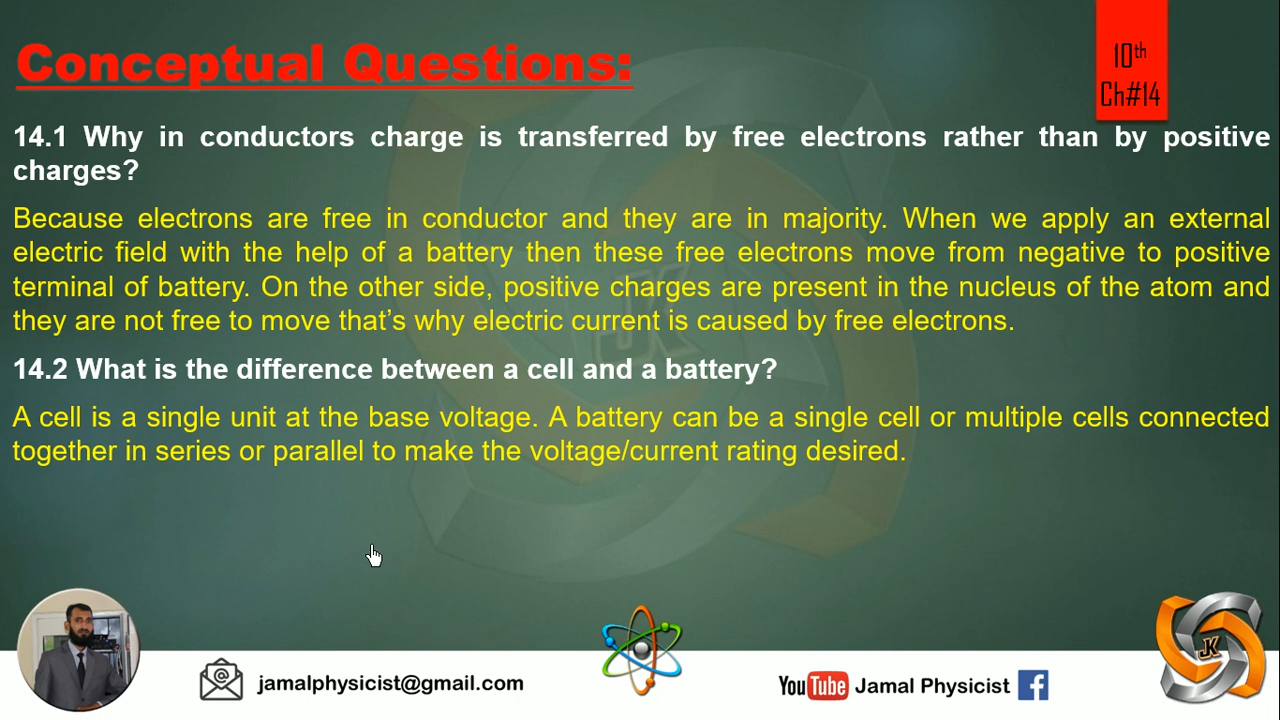 Conceptual Questions:
10th
Ch#14
14.1 Why in conductors charge is transferred by free electrons rather than by positive
charges?
Because electrons are free in conductor and they are in majority. When we apply an external
electric field with the help of a battery then these free electrons move from negative to positive
terminal of battery. On the other side, positive charges are present in the nucleus of the atom and
they are not free to move that’s why electric current is caused by free electrons.
14.2 What is the difference between a cell and a battery?
A cell is a single unit at the base voltage. A battery can be a single cell or multiple cells connected
together in series or parallel to make the voltage/current rating desired.
jamalphysicist@gmail.com
YouTube Jamal Physicist f
JK